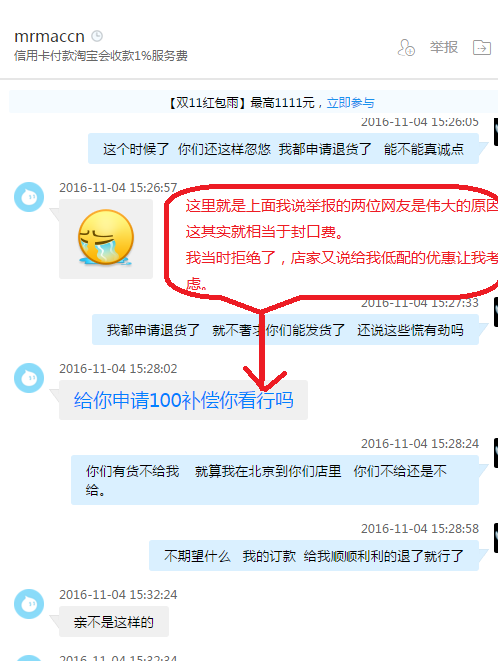 mrmaccn
信用卡付款淘宝会收款1%服务费
举报
【双11红包雨】最高1111元，立即参与
2016-11-04 15:26:05
这个时候了 你们还这样忽悠 我都申请退货了 能不能真诚点
2016-11-04 15:26:57
这里就是上面我说举报的两位网友是伟大的原因
这其实就相当于封口费。
我当时拒绝了，店家又说给我低配的优惠让我考
虑。
2016-11-04 15:27:33
我都申请退货了 就不奢求你们能发货了 还说这些慌有劲吗
2016-11-04 15:28:02
给你申请100补偿你看行吗
2016-11-04 15:28:24
你们有货不给我 就算我在北京到你们店里 你们不给还是不
给。
2016-11-04 15:28:58
不期望什么 我的订款 给我顺顺利利的退了就行了
2016-11-04 15:32:24
亲不是这样的
2016-11-04 15:32:34